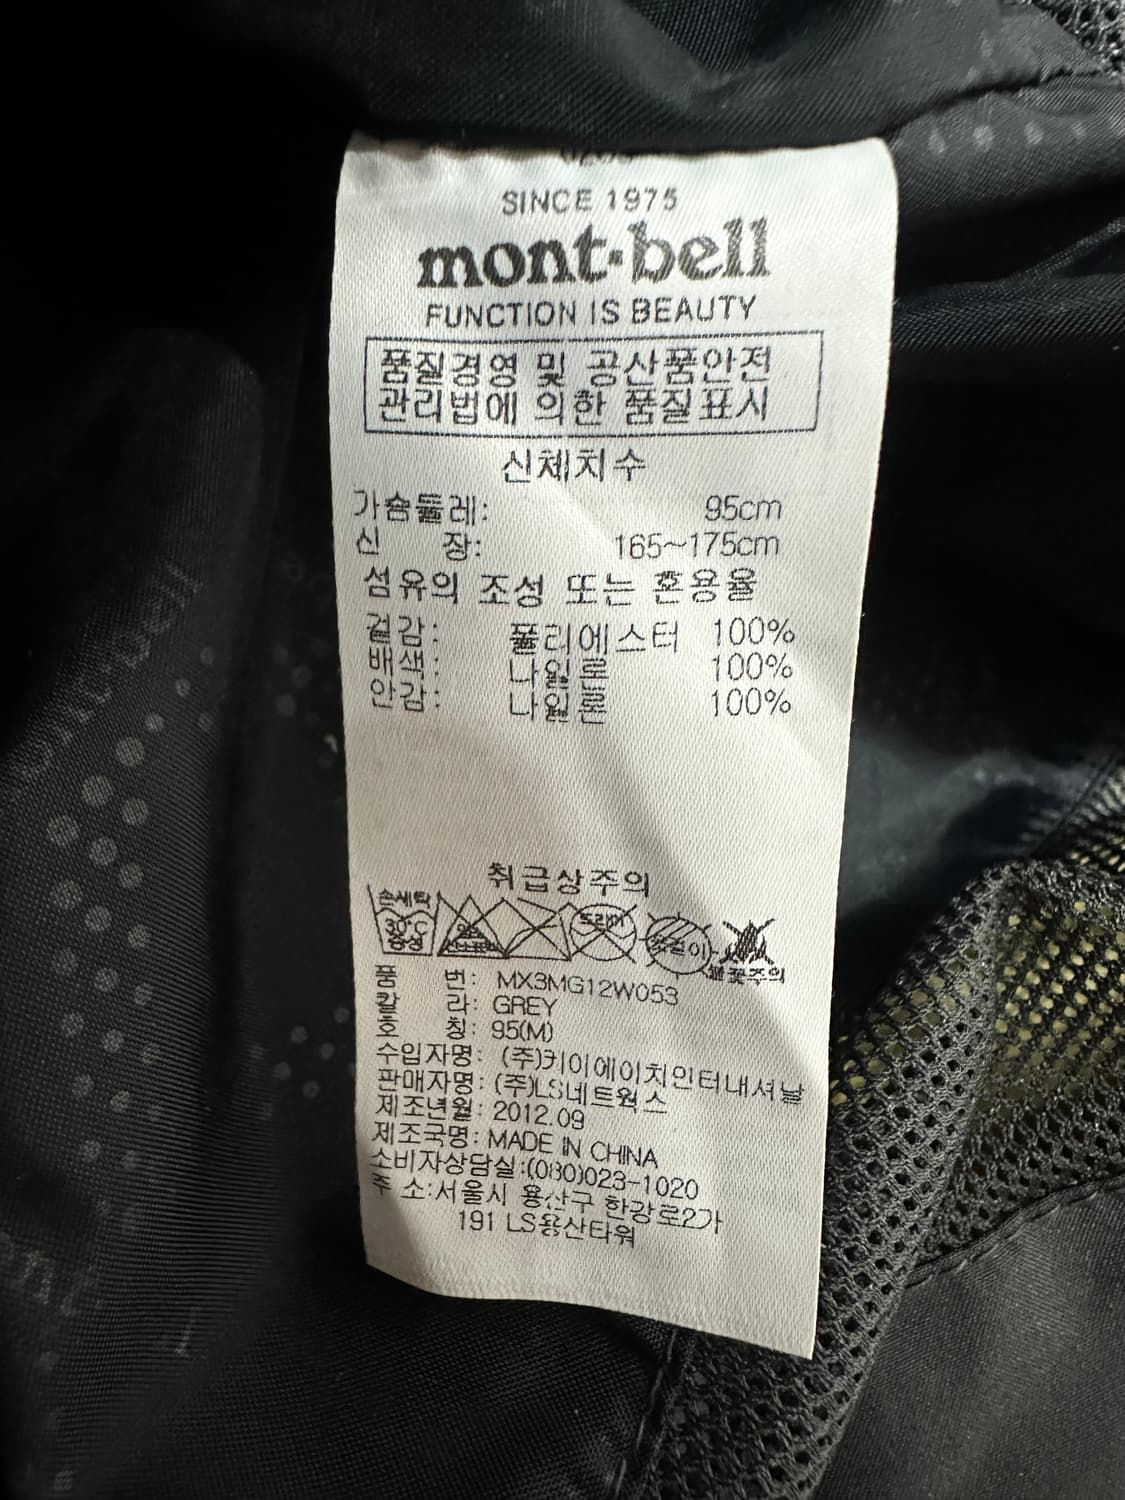 SINCE 1975
mont-bell
FUNCTION IS BEAUTY
품질경영 및 공산품안전
관리법에 의한 품질표시
신체치수
가슴둘레: 95cm
신 장: 165~175cm
섬유의 조성 또는 혼용율
겉감: 폴리에스터 100%
배색: 나일론 100%
안감: 나일론 100%
취급상주의
손세탁 30℃ 중성
드라이
불꽃주의
품 번: MX3MG12W053
칼 라: GREY
호 칭: 95(M)
수입자명: (주)키이에이치인터내셔날
판매자명: (주)LS네트웍스
제조년월: 2012.09
제조국명: MADE IN CHINA
소비자상담실:(080)023-1020
주 소:서울시 용산구 한강로2가
191 LS용산타워